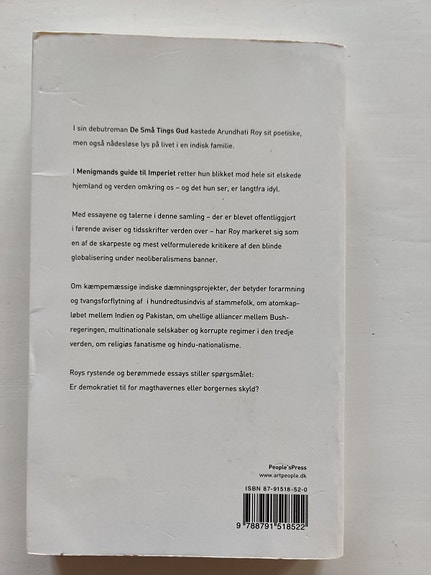 I sin debutroman De Små Tings Gud kastede Arundhati Roy sit poetiske,
men også nådesløse lys på livet i en indisk familie.
I Menigmands guide til Imperiet retter hun blikket mod hele sit elskede
hjemland og verden omkring os – og det hun ser, er langtfra idyl.
Med essayene og talerne i denne samling – der er blevet offentliggjort
i førende aviser og tidsskrifter verden over – har Roy markeret sig som
en af de skarpeste og mest velformulerede kritikere af den blinde
globalisering under neoliberalismens banner.
Om kæmpemæssige indiske dæmningsprojekter, der betyder forarmning
og tvangsforflytning af i hundredtusindvis af stammefolk, om atomkap-
løbet mellem Indien og Pakistan, om uhellige alliancer mellem Bush-
regeringen, multinationale selskaber og korrupte regimer i den tredje
verden, om religiøs fanatisme og hindu-nationalisme.
Roys rystende og berømmede essays stiller spørgsmålet:
Er demokratiet til for magthavernes eller borgernes skyld?
People'sPress
www.artpeople.dk
ISBN 87-91518-52-0
9 788791 518522